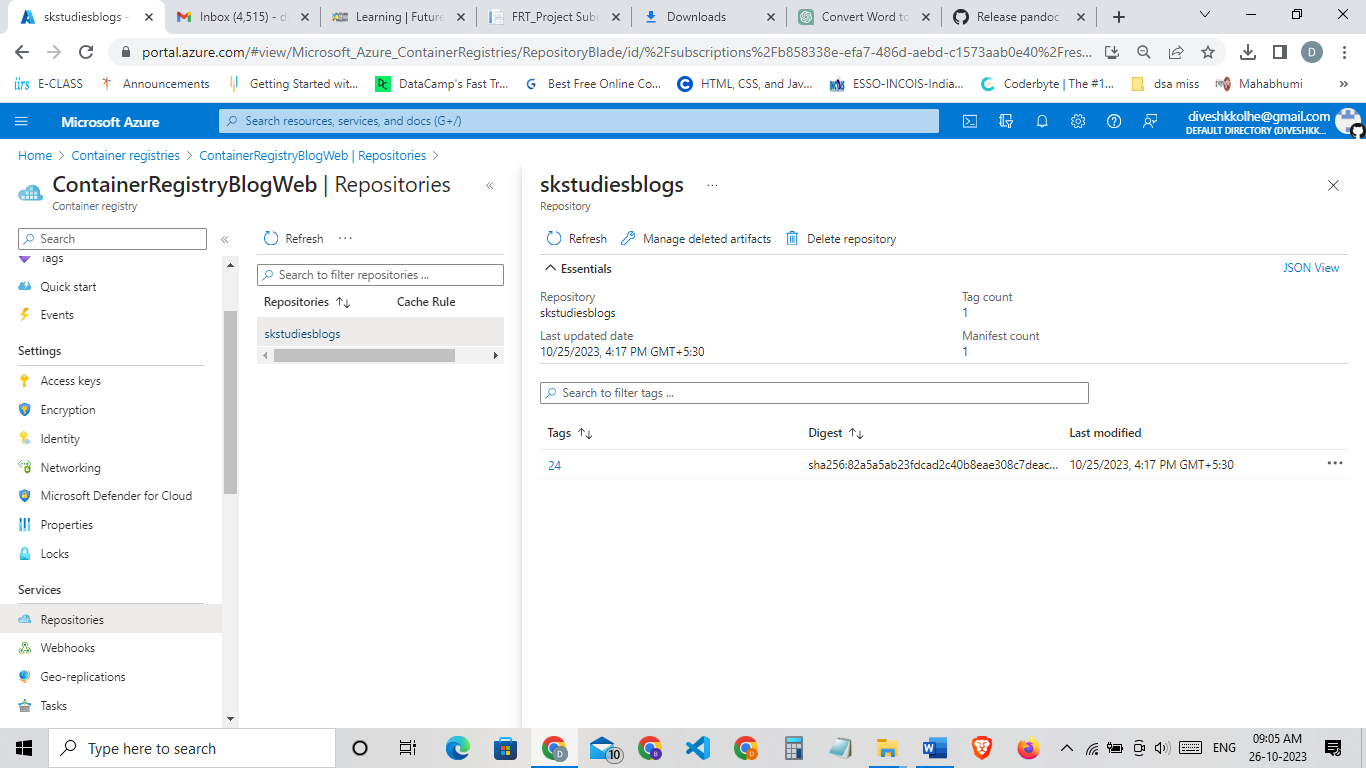 skstudiesblogs -
Inbox (4,515) - d
Learning | Future
FRT_Project Subm
Downloads
Convert Word to
Release pandoc
portal.azure.com/#view/Microsoft_Azure_ContainerRegistries/RepositoryBlade/id/%2Fsubscriptions%2Fb858338e-efa7-486d-aebd-c1573aab0e40%2Fres...
E-CLASS
Announcements
Getting Started wit...
DataCamp's Fast Tr...
Best Free Online Co...
HTML, CSS, and Jav...
ESSO-INCOIS-Indian...
Coderbyte | The #1...
dsa miss
Mahabhumi
Microsoft Azure
Search resources, services, and docs (G+/)
diveshkkolhe@gmail.com
DEFAULT DIRECTORY (DIVESHKK...
Home > Container registries > ContainerRegistryBlogWeb | Repositories >
ContainerRegistryBlogWeb | Repositories
Container registry
Search
Tags
Quick start
Events
Settings
Access keys
Encryption
Identity
Networking
Microsoft Defender for Cloud
Properties
Locks
Services
Repositories
Webhooks
Geo-replications
Tasks
Refresh
Search to filter repositories ...
Repositories
Cache Rule
skstudiesblogs
skstudiesblogs
Repository
Refresh
Manage deleted artifacts
Delete repository
Essentials
JSON View
Repository
skstudiesblogs
Tag count
1
Last updated date
10/25/2023, 4:17 PM GMT+5:30
Manifest count
1
Search to filter tags ...
Tags
Digest
Last modified
24
sha256:82a5a5ab23fdcad2c40b8eae308c7deac...
10/25/2023, 4:17 PM GMT+5:30
Type here to search
10
ENG
09:05 AM
26-10-2023